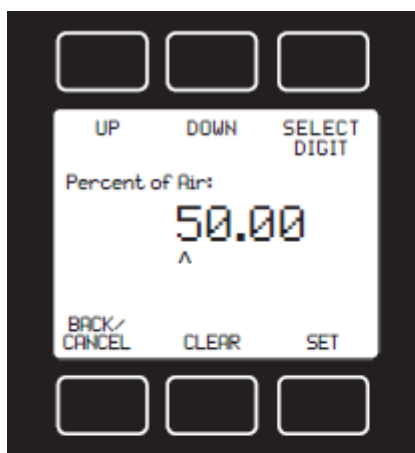 UP DOWN SELECT
DIGIT
Percent of Air:
50.00
^
BACK/
CANCEL CLEAR SET